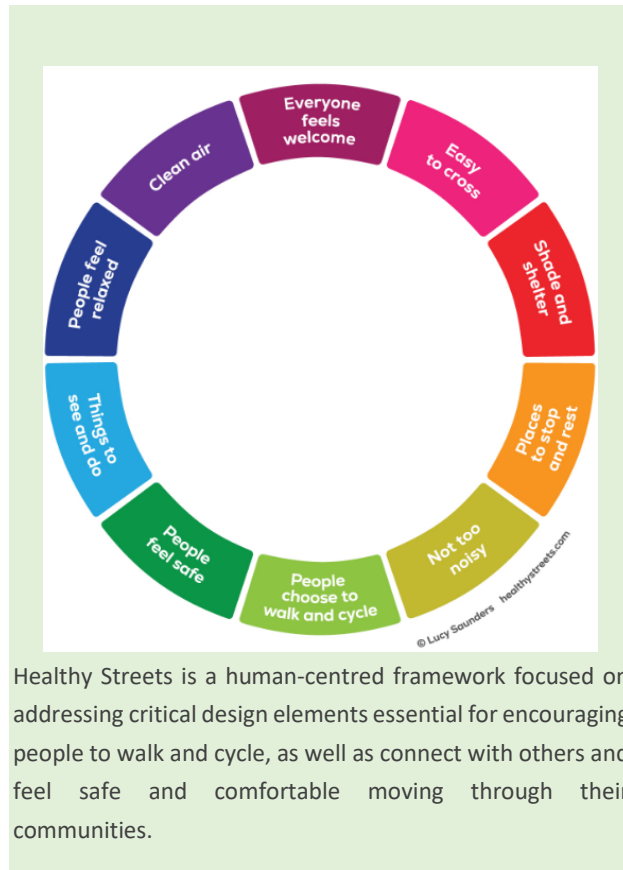 Everyone
feels
welcome
Easy
to cross
Shade and
shelter
Places
to stop
and rest
Not too
noisy
People
choose to
walk and cycle
People
feel safe
Things to
see and do
People feel
relaxed
Clean air
© Lucy Saunders healthystreets.com
Healthy Streets is a human-centred framework focused on
addressing critical design elements essential for encouraging
people to walk and cycle, as well as connect with others and
feel safe and comfortable moving through their
communities.